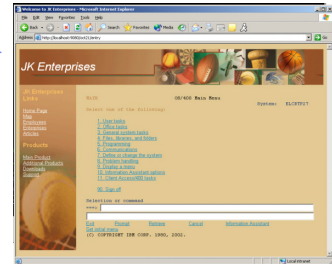 Welcome to JK Enterprises - Microsoft Internet Explorer
File Edit View Favorites Tools Help
Back Search Favorites Media
Address http://localhost:9080/
Go
JK Enterprises
JK Enterprises
Links
Home Page
Map
Employment
Enterprises
Articles
Products
Main Product
Additional Products
Downloads
Support
MAIN OS/400 Main Menu
System:
Select one of the following:
1. User tasks
2. Office tasks
3. General system tasks
4. Files, libraries, and folders
5. Programming
6. Communications
7. Define or change the system
8. Problem handling
9. Display a menu
10. Information Assistant options
11. Client Access/400 tasks
90. Sign off
Selection or command
===>
Exit Prompt Retrieve Cancel Information Assistant
Set initial menu
(C) COPYRIGHT IBM CORP. 1980, 2001.
Local intranet